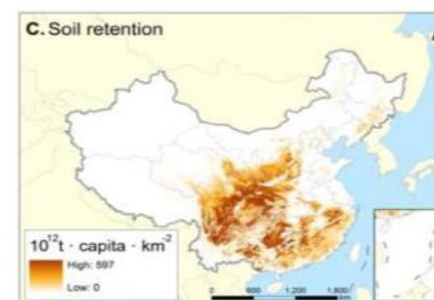 C. Soil retention
10¹²t · capita · km⁻²
High: 597
Low: 0
0 600 1,200 1,800